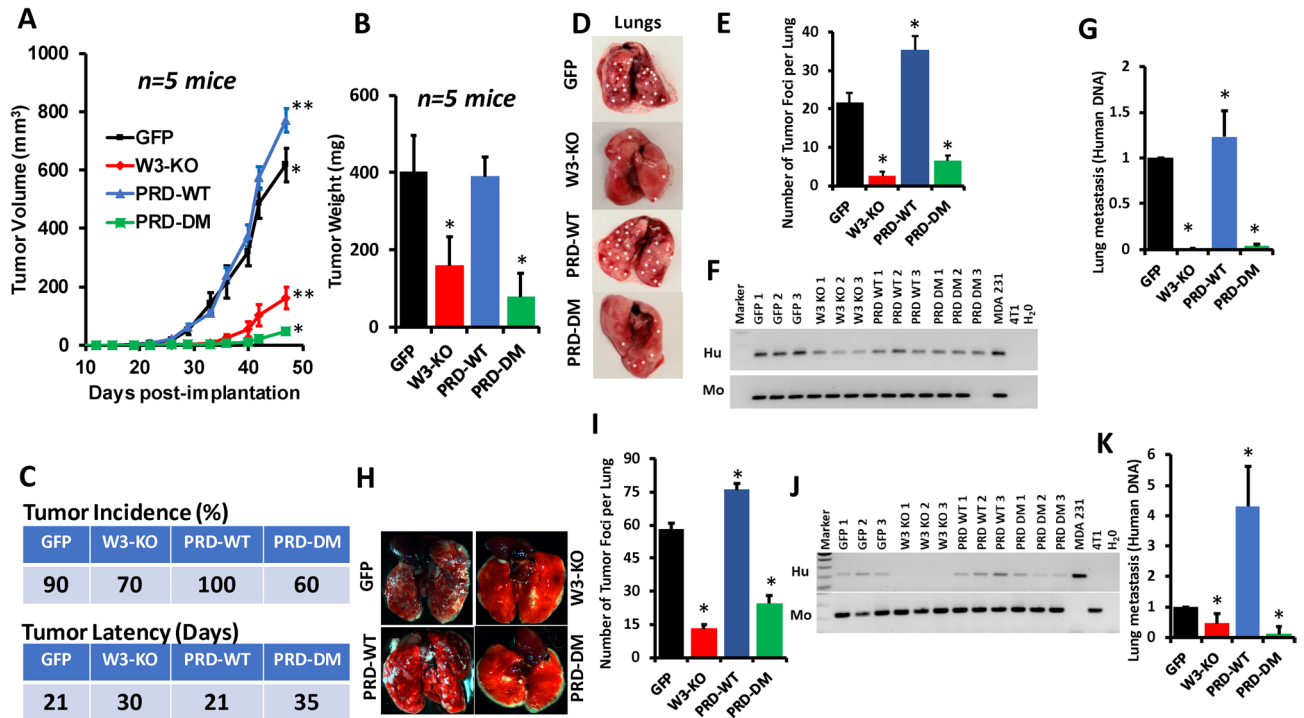 A
Tumor Volume (mm³)
1000
800
600
400
200
0
10
20
30
40
50
Days post-implantation
n=5 mice
GFP
W3-KO
PRD-WT
PRD-DM
**
*
**
*
B
Tumor Weight (mg)
600
400
200
0
n=5 mice
*
*
GFP
W3-KO
PRD-WT
PRD-DM
C
Tumor Incidence (%)
GFP W3-KO PRD-WT PRD-DM
90 70 100 60
Tumor Latency (Days)
GFP W3-KO PRD-WT PRD-DM
21 30 21 35
D
Lungs
GFP
W3-KO
PRD-WT
PRD-DM
E
Number of Tumor Foci per Lung
40
30
20
10
0
*
*
*
GFP
W3-KO
PRD-WT
PRD-DM
F
Marker
GFP 1
GFP 2
GFP 3
W3 KO 1
W3 KO 2
W3 KO 3
PRD WT 1
PRD WT 2
PRD WT 3
PRD DM 1
PRD DM 2
PRD DM 3
MDA 231
4T1
H₂0
Hu
Mo
G
Lung metastasis (Human DNA)
2
1.5
1
0.5
0
*
*
*
GFP
W3-KO
PRD-WT
PRD-DM
H
GFP
W3-KO
PRD-WT
PRD-DM
I
Number of Tumor Foci per Lung
90
75
60
45
30
15
0
*
*
*
GFP
W3-KO
PRD-WT
PRD-DM
J
Marker
GFP 1
GFP 2
GFP 3
W3 KO 1
W3 KO 2
W3 KO 3
PRD WT 1
PRD WT 2
PRD WT 3
PRD DM 1
PRD DM 2
PRD DM 3
MDA 231
4T1
H₂0
Hu
Mo
K
Lung metastasis (Human DNA)
6
5
4
3
2
1
0
*
*
*
GFP
W3-KO
PRD-WT
PRD-DM